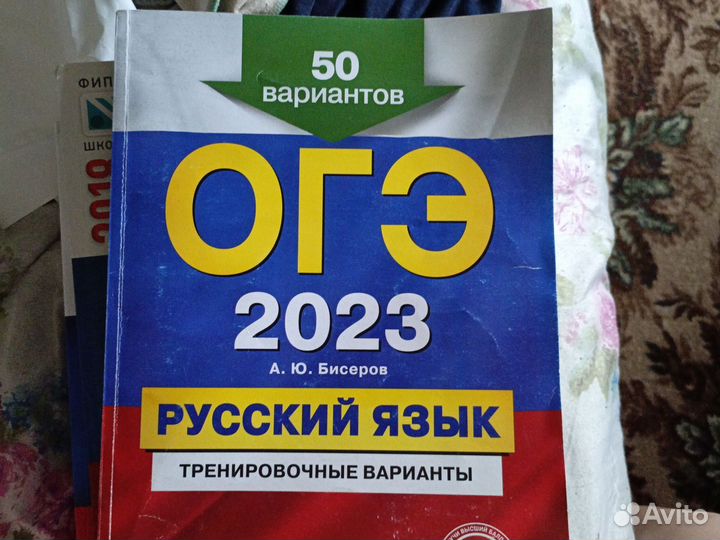 50
вариантов
ОГЭ
2023
А. Ю. Бисеров
РУССКИЙ ЯЗЫК
ТРЕНИРОВОЧНЫЕ ВАРИАНТЫ
ФИП
ШКО
2019
Avito